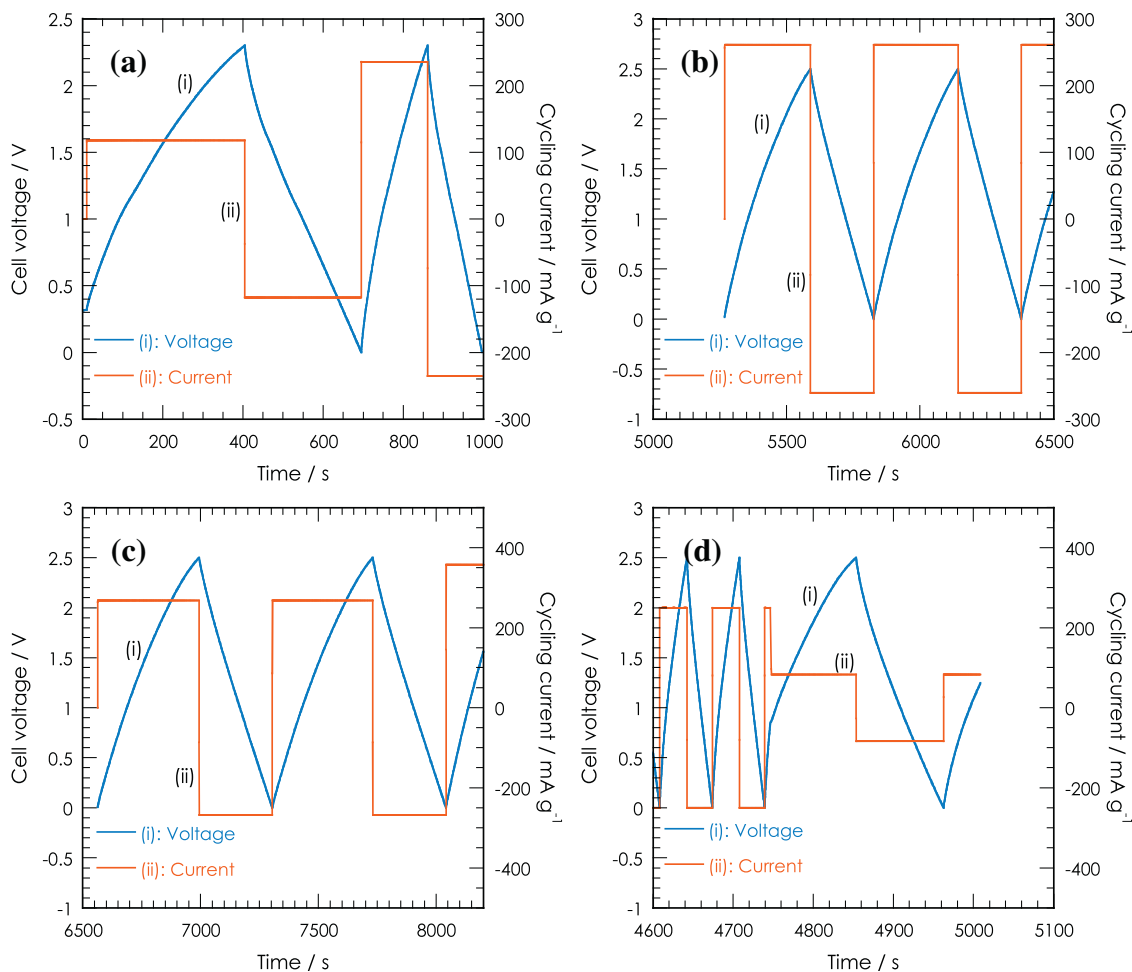 (a)
2.5
2
1.5
1
0.5
0
-0.5
Cell voltage / V
300
200
100
0
-100
-200
-300
Cycling current / mA g-1
(i)
(ii)
(i): Voltage
(ii): Current
0 200 400 600 800 1000
Time / s
(b)
3
2.5
2
1.5
1
0.5
0
-0.5
-1
Cell voltage / V
300
200
100
0
-100
-200
-300
Cycling current / mA g-1
(i)
(ii)
(i): Voltage
(ii): Current
5000 5500 6000 6500
Time / s
(c)
3
2.5
2
1.5
1
0.5
0
-0.5
-1
Cell voltage / V
400
200
0
-200
-400
Cycling current / mA g-1
(i)
(ii)
(i): Voltage
(ii): Current
6500 7000 7500 8000
Time / s
(d)
3
2.5
2
1.5
1
0.5
0
-0.5
-1
Cell voltage / V
400
200
0
-200
-400
Cycling current / mA g-1
(i)
(ii)
(i): Voltage
(ii): Current
4600 4700 4800 4900 5000 5100
Time / s